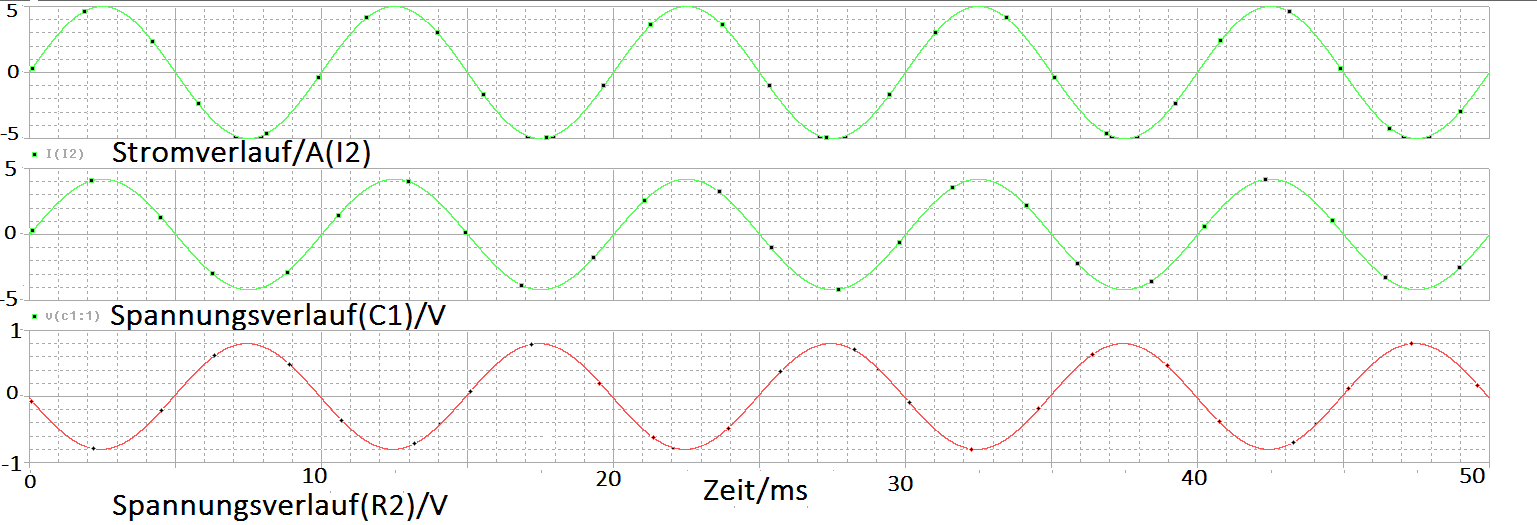 5
0
-5
I(I2) Stromverlauf/A(I2)
5
0
-5
v(c1:1) Spannungsverlauf(C1)/V
1
0
-1
0 10 20 30 40 50
Zeit/ms
Spannungsverlauf(R2)/V